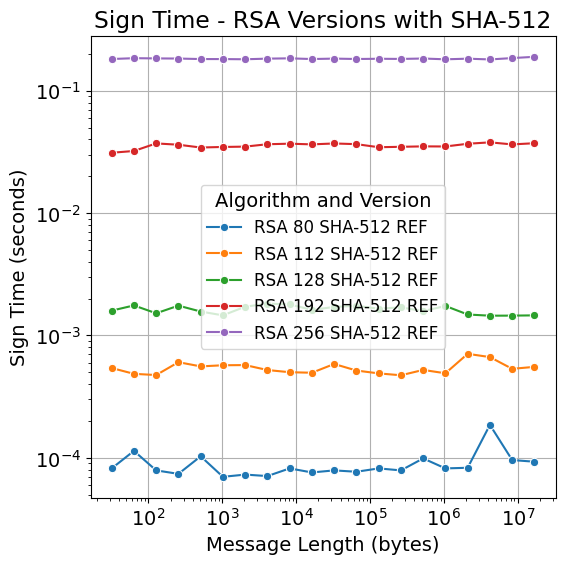 Sign Time - RSA Versions with SHA-512
Sign Time (seconds)
10⁻¹
10⁻²
10⁻³
10⁻⁴
Algorithm and Version
RSA 80 SHA-512 REF
RSA 112 SHA-512 REF
RSA 128 SHA-512 REF
RSA 192 SHA-512 REF
RSA 256 SHA-512 REF
10² 10³ 10⁴ 10⁵ 10⁶ 10⁷
Message Length (bytes)